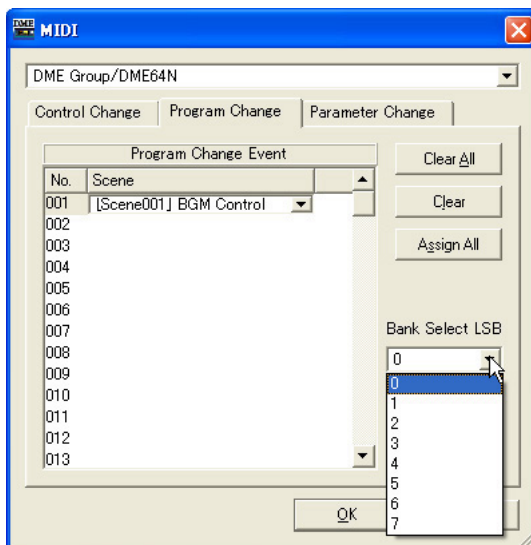 DME MIDI
DME Group/DME64N
Control Change Program Change Parameter Change
Program Change Event
Clear All
No. Scene
001 [Scene001] BGM Control
Clear
002
003
Assign All
004
005
006
007
Bank Select LSB
008
0
009
0
010
1
011
2
012
3
013
4
5
6
7
OK